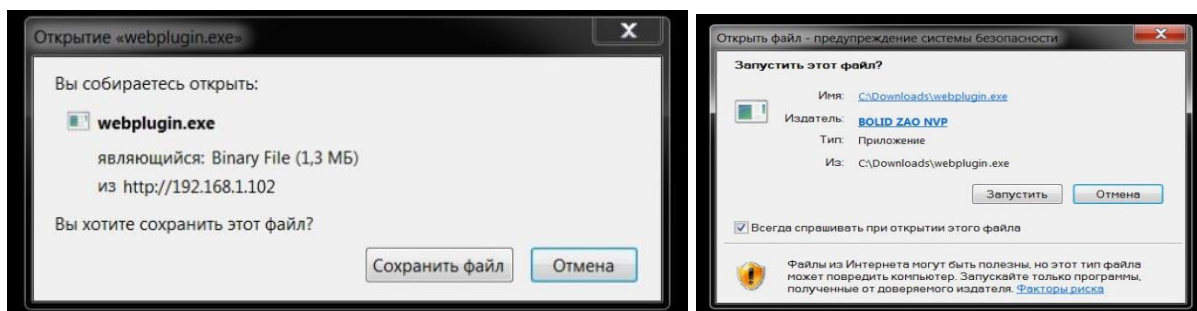 Открытие «webplugin.exe»
Вы собираетесь открыть:
webplugin.exe
являющийся: Binary File (1,3 МБ)
из http://192.168.1.102
Вы хотите сохранить этот файл?
Сохранить файл
Отмена
Открыть файл - предупреждение системы безопасности
Запустить этот файл?
Имя: C:\Downloads\webplugin.exe
Издатель: BOLID ZAO NVP
Тип: Приложение
Из: C:\Downloads\webplugin.exe
Запустить
Отмена
Всегда спрашивать при открытии этого файла
Файлы из Интернета могут быть полезны, но этот тип файла
может повредить компьютер. Запускайте только программы,
полученные от доверяемого издателя. Факторы риска